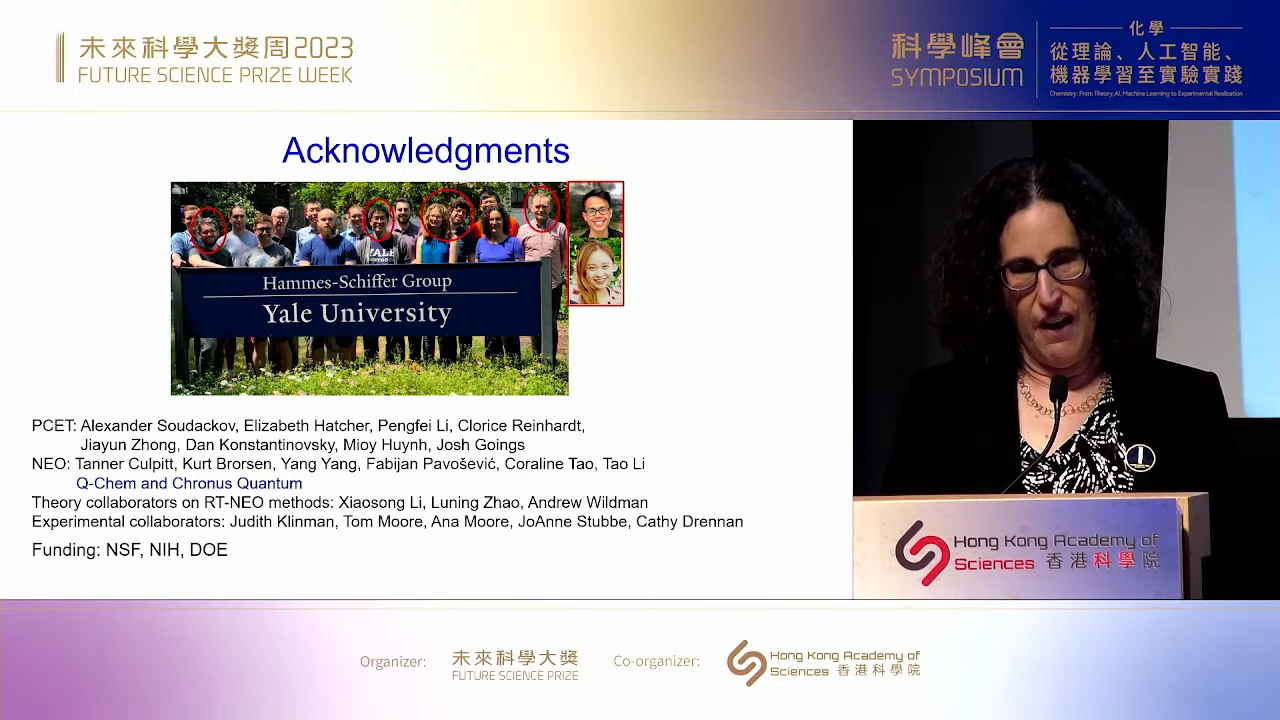 未來科學大獎周2023
FUTURE SCIENCE PRIZE WEEK
科學峰會
SYMPOSIUM
化學
從理論、人工智能、
機器學習至實驗實踐
Chemistry: From Theory, AI, Machine Learning to Experimental Realization
Acknowledgments
YALE
Hammes-Schiffer Group
Yale University
PCET: Alexander Soudackov, Elizabeth Hatcher, Pengfei Li, Clorice Reinhardt,
Jiayun Zhong, Dan Konstantinovsky, Mioy Huynh, Josh Goings
NEO: Tanner Culpitt, Kurt Brorsen, Yang Yang, Fabijan Pavošević, Coraline Tao, Tao Li
Q-Chem and Chronus Quantum
Theory collaborators on RT-NEO methods: Xiaosong Li, Luning Zhao, Andrew Wildman
Experimental collaborators: Judith Klinman, Tom Moore, Ana Moore, JoAnne Stubbe, Cathy Drennan
Funding: NSF, NIH, DOE
Hong Kong Academy of
Sciences 香港科學院
Organizer:
未來科學大獎
FUTURE SCIENCE PRIZE
Co-organizer:
Hong Kong Academy of
Sciences 香港科學院